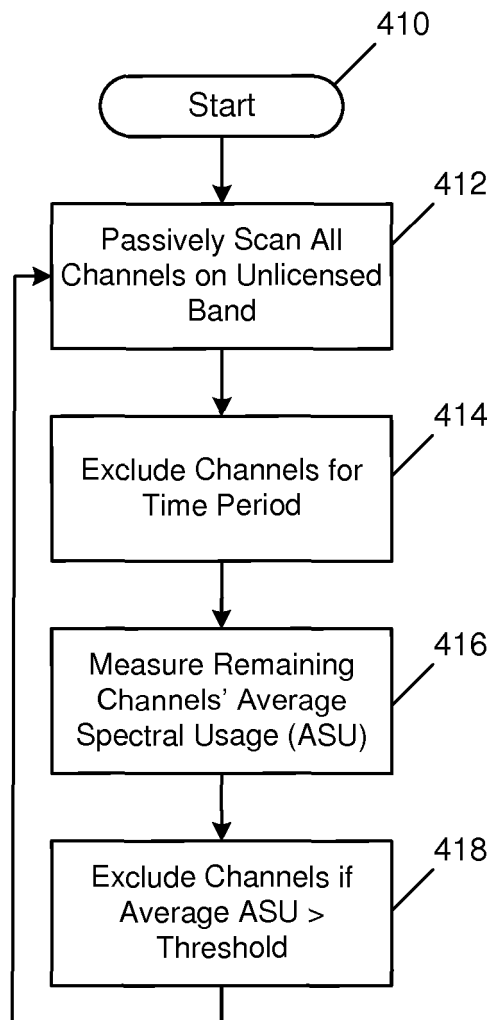 410
Start
412
Passively Scan All
Channels on Unlicensed
Band
414
Exclude Channels for
Time Period
416
Measure Remaining
Channels’ Average
Spectral Usage (ASU)
418
Exclude Channels if
Average ASU >
Threshold